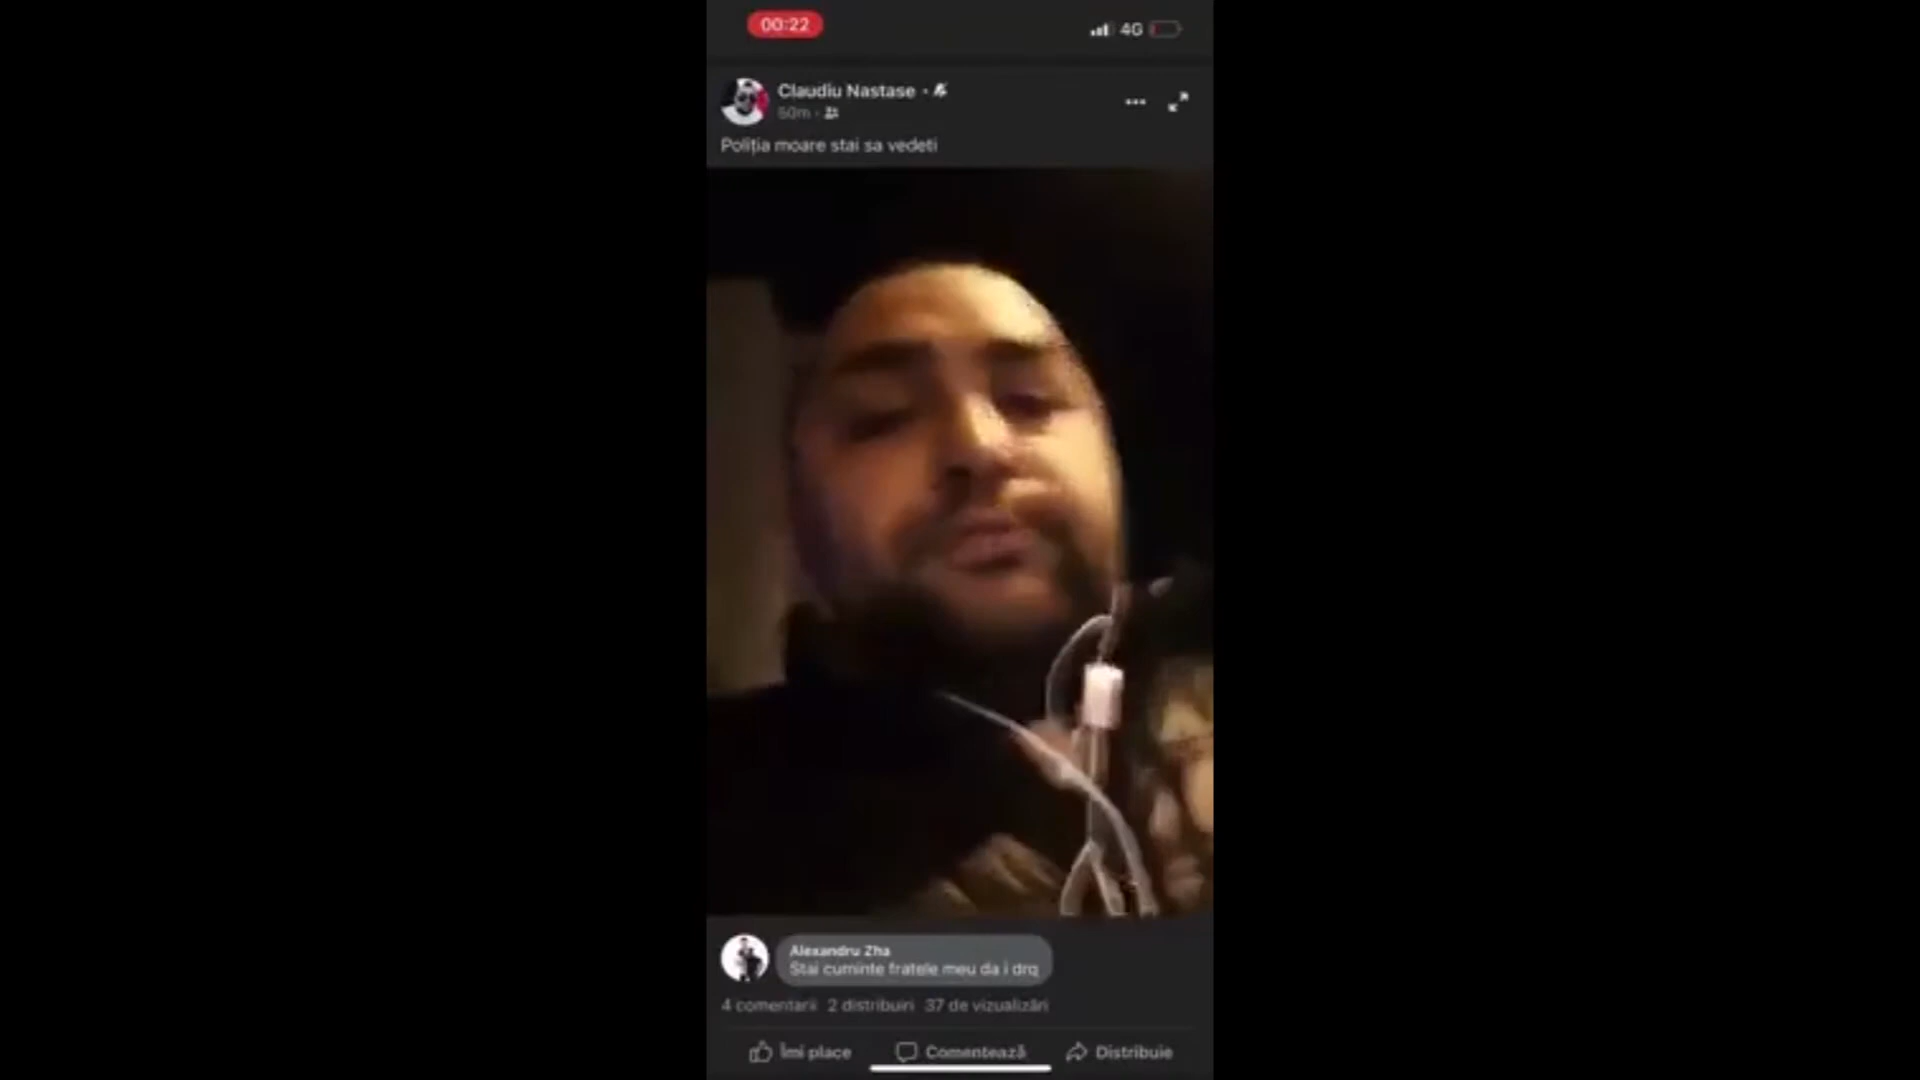 00:22
4G
Claudiu Nastase
50m
Poliția moare stai sa vedeti
Alexandru Zha
Stai cuminte fratele meu da i drq
4 comentarii 2 distribuiri 37 de vizualizări
Îmi place Comentează Distribuie